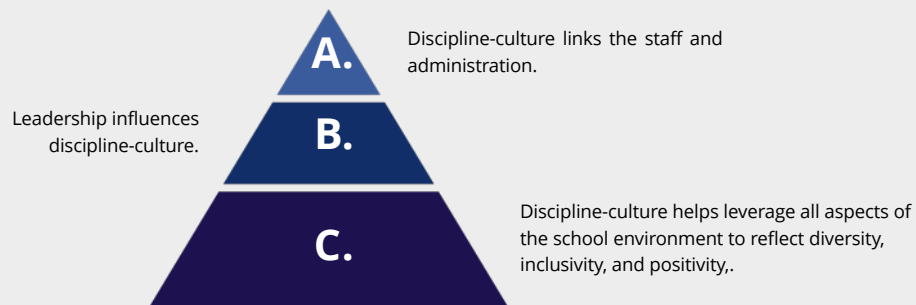 A.
Discipline-culture links the staff and
administration.
Leadership influences
discipline-culture.
B.
C.
Discipline-culture helps leverage all aspects of
the school environment to reflect diversity,
inclusivity, and positivity,.